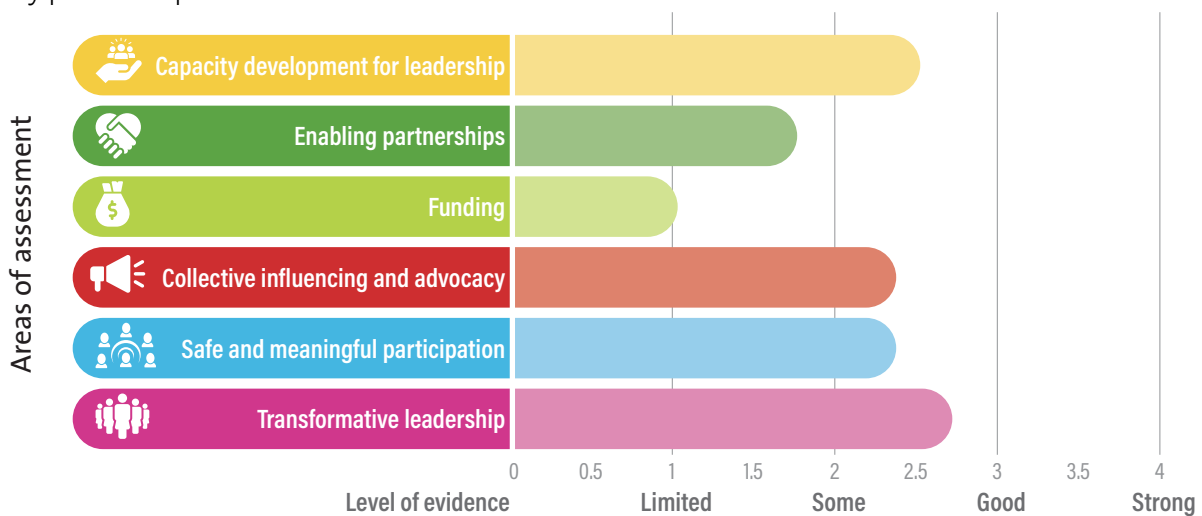 Areas of assessment
Capacity development for leadership
Enabling partnerships
$
Funding
Collective influencing and advocacy
Safe and meaningful participation
Transformative leadership
0 0.5 1 1.5 2 2.5 3 3.5 4
Level of evidence Limited Some Good Strong